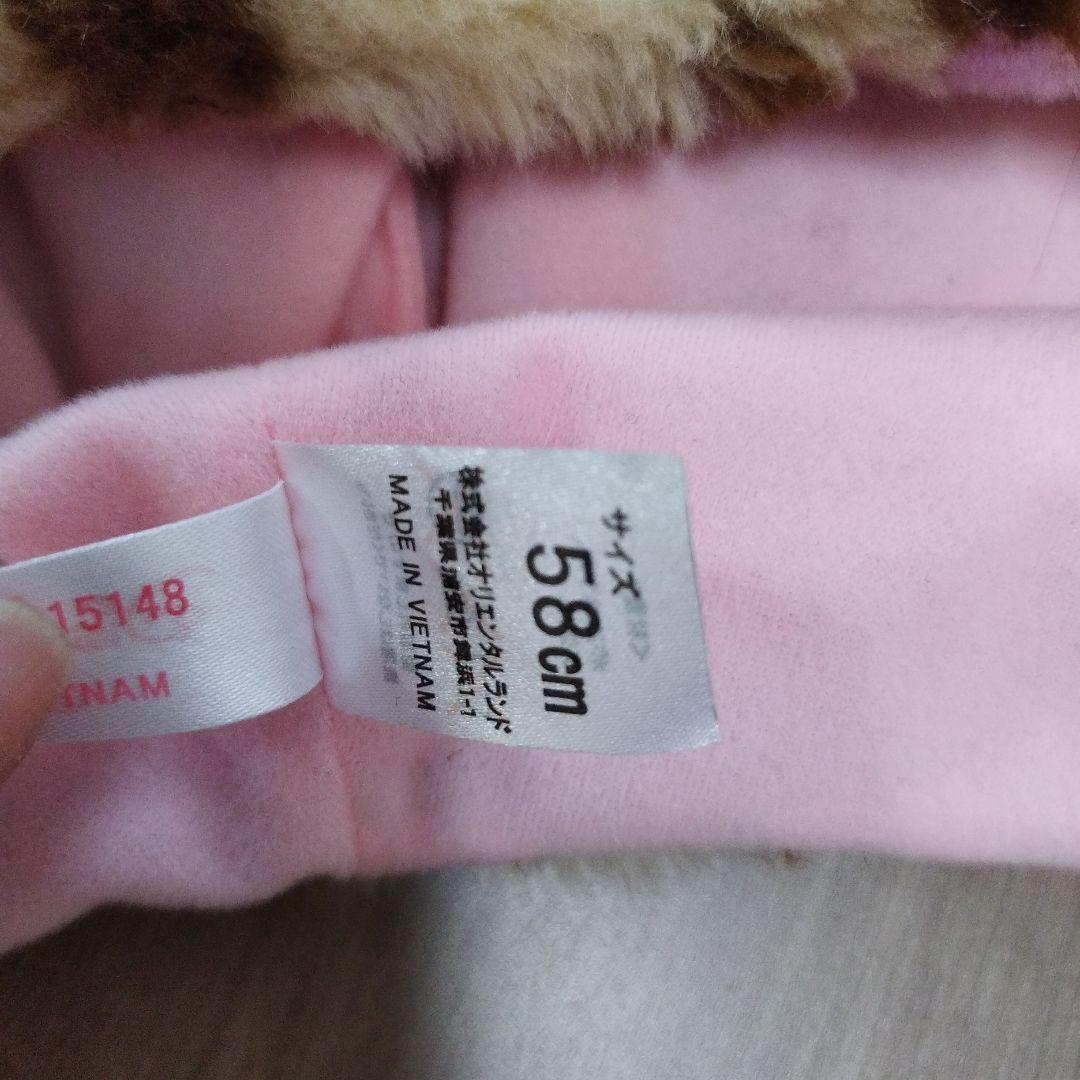 サイズ
58cm
株式会社オリエンタルランド
千葉県浦安市舞浜1-1
MADE IN VIETNAM
15148
TNAM